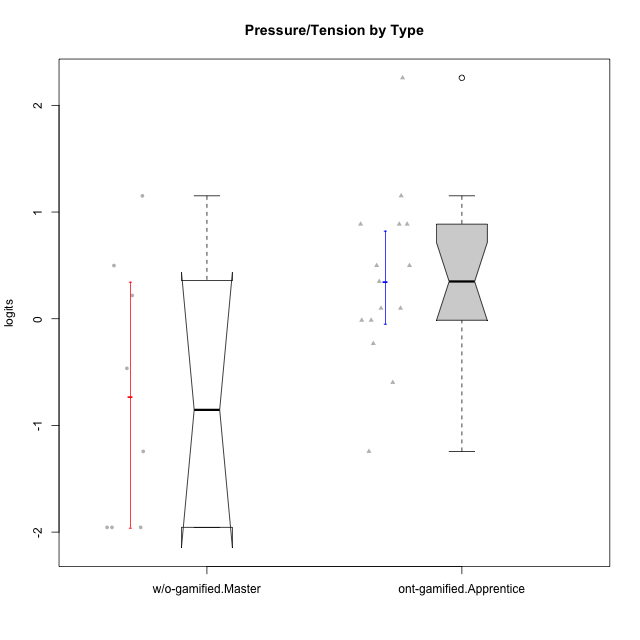 Pressure/Tension by Type
logits
2
1
0
-1
-2
w/o-gamified.Master
ont-gamified.Apprentice